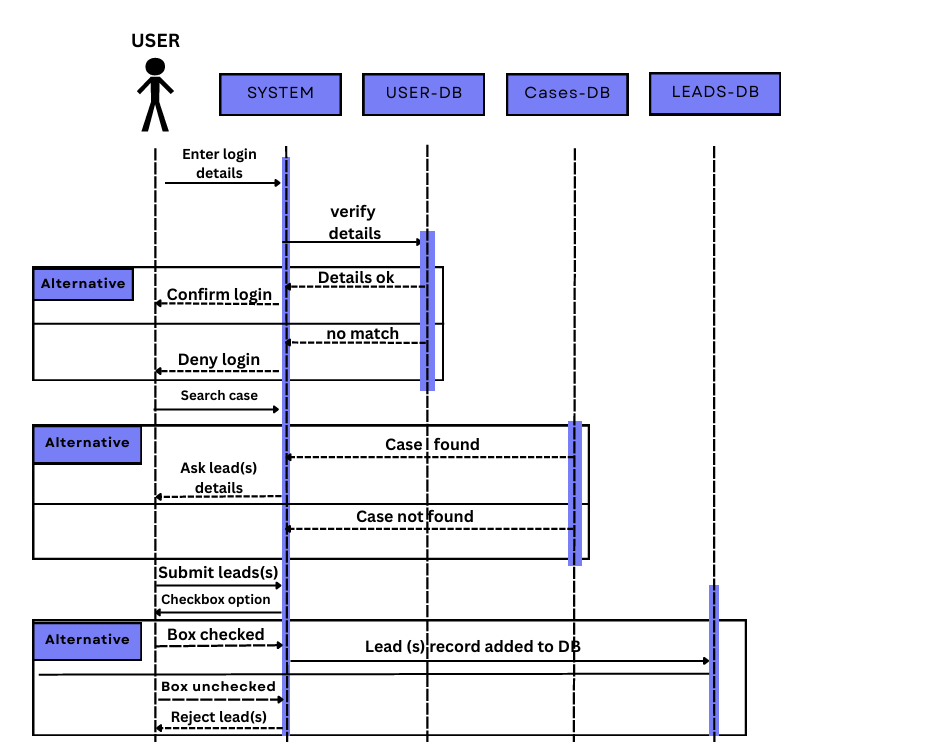 USER
SYSTEM
USER-DB
Cases-DB
LEADS-DB
Enter login
details
verify
details
Alternative
Details ok
Confirm login
no match
Deny login
Search case
Alternative
Case found
Ask lead(s)
details
Case not found
Submit leads(s)
Checkbox option
Alternative
Box checked
Lead (s) record added to DB
Box unchecked
Reject lead(s)